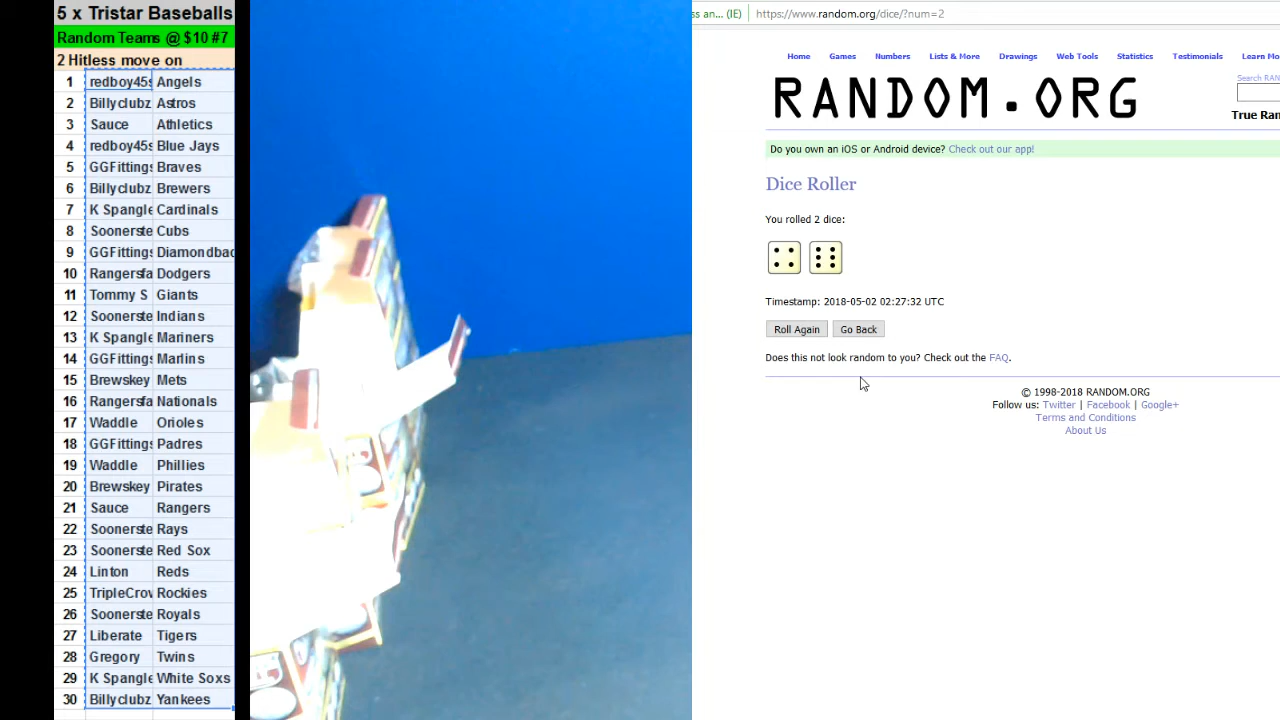 5 x Tristar Baseballs
Random Teams @ $10 #7
2 Hitless move on
1 redboy45s Angels
2 Billyclubz Astros
3 Sauce Athletics
4 redboy45s Blue Jays
5 GGFittings Braves
6 Billyclubz Brewers
7 K Spangle Cardinals
8 Soonerste Cubs
9 GGFittings Diamondbac
10 Rangersfa Dodgers
11 Tommy S Giants
12 Soonerste Indians
13 K Spangle Mariners
14 GGFittings Marlins
15 Brewskey Mets
16 Rangersfa Nationals
17 Waddle Orioles
18 GGFittings Padres
19 Waddle Phillies
20 Brewskey Pirates
21 Sauce Rangers
22 Soonerste Rays
23 Soonerste Red Sox
24 Linton Reds
25 TripleCrow Rockies
26 Soonerste Royals
27 Liberate Tigers
28 Gregory Twins
29 K Spangle White Soxs
30 Billyclubz Yankees
ss an... (IE) https://www.random.org/dice/?num=2
Home Games Numbers Lists & More Drawings Web Tools Statistics Testimonials Learn Mo
Search RAN
RANDOM.ORG
True Ran
Do you own an iOS or Android device? Check out our app!
Dice Roller
You rolled 2 dice:
Timestamp: 2018-05-02 02:27:32 UTC
Roll Again Go Back
Does this not look random to you? Check out the FAQ.
© 1998-2018 RANDOM.ORG
Follow us: Twitter | Facebook | Google+
Terms and Conditions
About Us